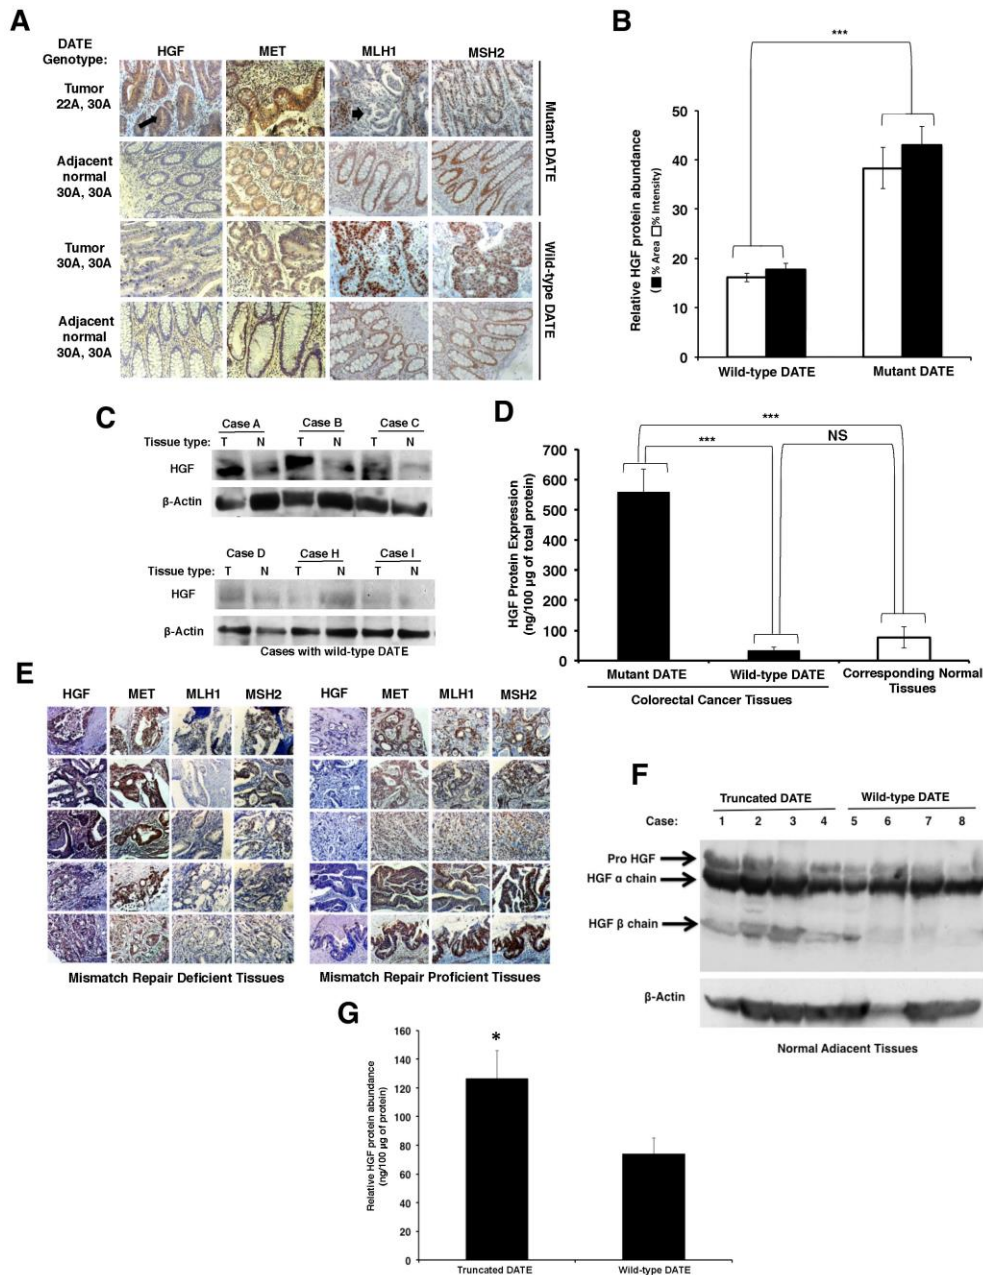 A
DATE
Genotype:
HGF
MET
MLH1
MSH2
Tumor
22A, 30A
Adjacent
normal
30A, 30A
Mutant DATE
Tumor
30A, 30A
Adjacent
normal
30A, 30A
Wild-type DATE
B
***
Relative HGF protein abundance
( % Area % Intensity)
50
40
30
20
10
0
Wild-type DATE
Mutant DATE
C
Case A
Case B
Case C
Tissue type:
T
N
T
N
T
N
HGF
β-Actin
Case D
Case H
Case I
Tissue type:
T
N
T
N
T
N
HGF
β-Actin
Cases with wild-type DATE
D
***
***
NS
HGF Protein Expression
(ng/100 µg of total protein)
700
600
500
400
300
200
100
0
Mutant DATE
Wild-type DATE
Corresponding Normal
Tissues
Colorectal Cancer Tissues
E
HGF
MET
MLH1
MSH2
HGF
MET
MLH1
MSH2
Mismatch Repair Deficient Tissues
Mismatch Repair Proficient Tissues
F
Truncated DATE
Wild-type DATE
Case:
1
2
3
4
5
6
7
8
Pro HGF
HGF α chain
HGF β chain
β-Actin
Normal Adjacent Tissues
G
*
Relative HGF protein abundance
(ng/100 µg of protein)
160
140
120
100
80
60
40
20
0
Truncated DATE
Wild-type DATE